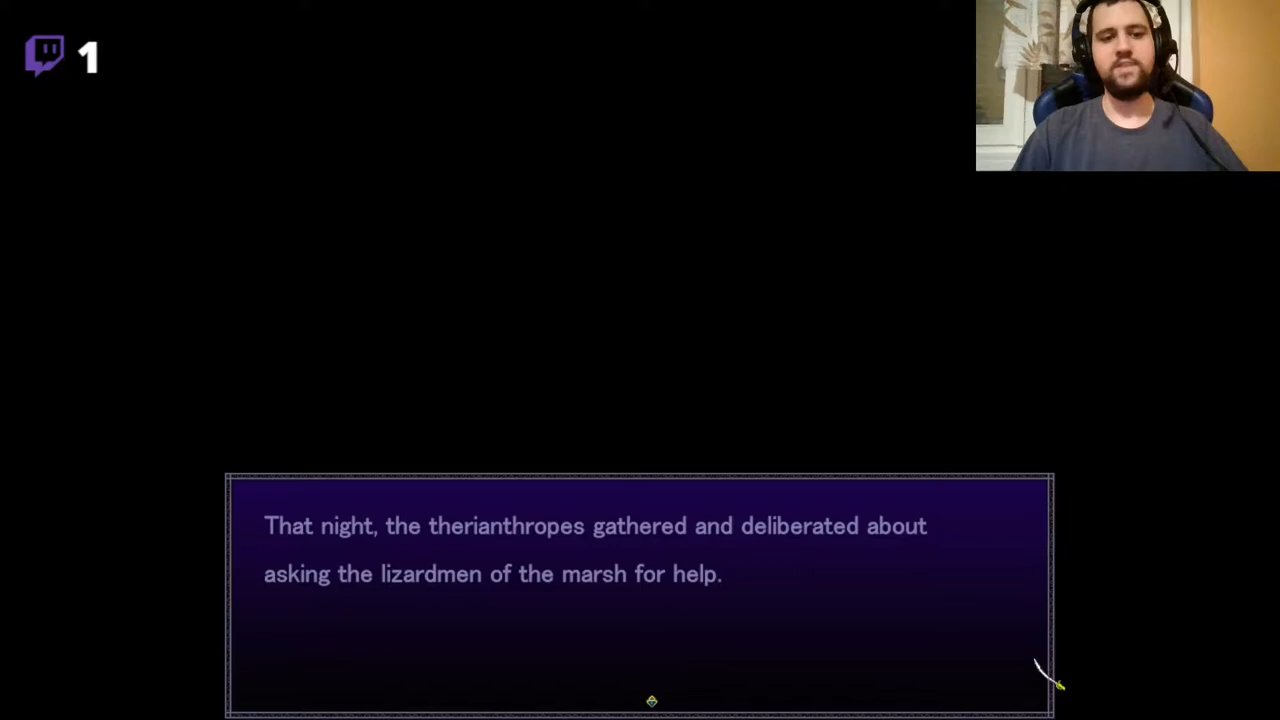 1
That night, the therianthropes gathered and deliberated about
asking the lizardmen of the marsh for help.